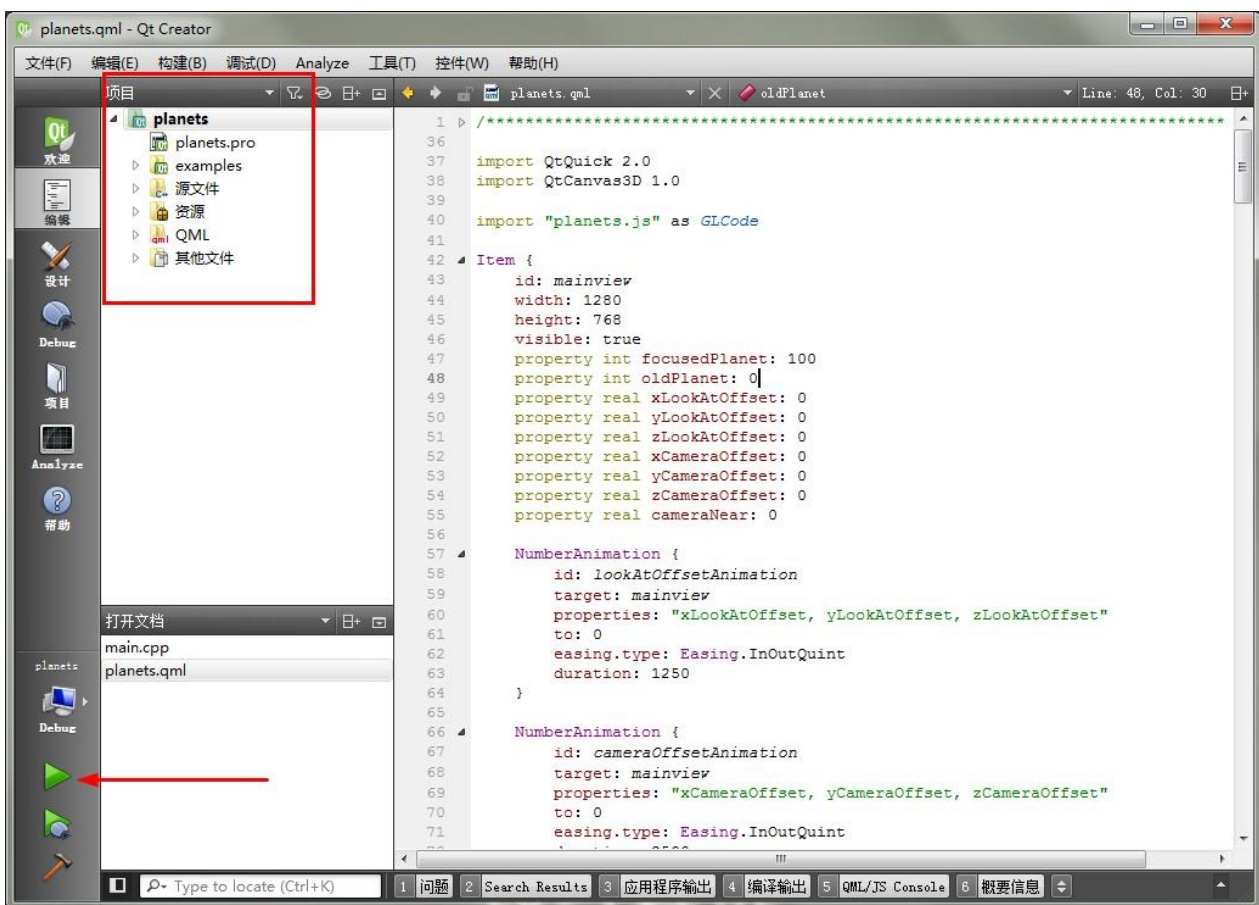 planets.qml - Qt Creator
文件(F) 编辑(E) 构建(B) 调试(D) Analyze 工具(T) 控件(W) 帮助(H)
项目
planets.qml
oldPlanet
Line: 48, Col: 30
欢迎
编辑
设计
Debug
项目
Analyze
帮助
planets
Debug
planets
planets.pro
examples
源文件
资源
QML
其他文件
打开文档
main.cpp
planets.qml
1 /******************************************************************************
36
37 import QtQuick 2.0
38 import QtCanvas3D 1.0
39
40 import "planets.js" as GLCode
41
42 Item {
43     id: mainview
44     width: 1280
45     height: 768
46     visible: true
47     property int focusedPlanet: 100
48     property int oldPlanet: 0
49     property real xLookAtOffset: 0
50     property real yLookAtOffset: 0
51     property real zLookAtOffset: 0
52     property real xCameraOffset: 0
53     property real yCameraOffset: 0
54     property real zCameraOffset: 0
55     property real cameraNear: 0
56
57     NumberAnimation {
58         id: lookAtOffsetAnimation
59         target: mainview
60         properties: "xLookAtOffset, yLookAtOffset, zLookAtOffset"
61         to: 0
62         easing.type: Easing.InOutQuint
63         duration: 1250
64     }
65
66     NumberAnimation {
67         id: cameraOffsetAnimation
68         target: mainview
69         properties: "xCameraOffset, yCameraOffset, zCameraOffset"
70         to: 0
71         easing.type: Easing.InOutQuint
Type to locate (Ctrl+K)
1 问题 2 Search Results 3 应用程序输出 4 编译输出 5 QML/JS Console 6 概要信息